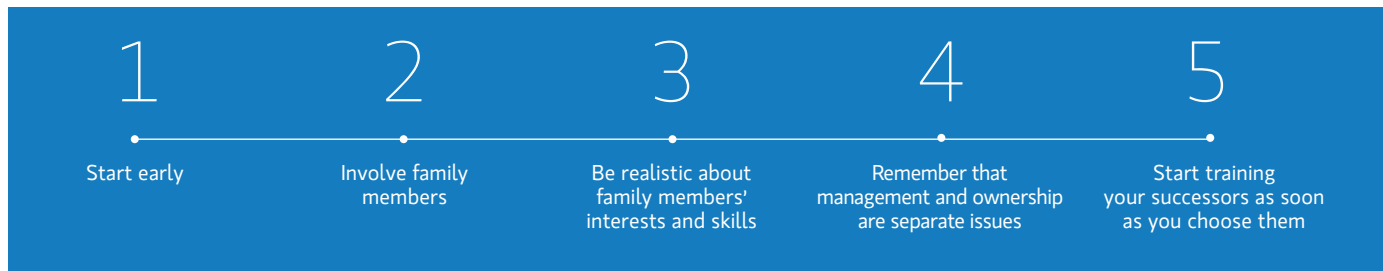 1
Start early
2
Involve family
members
3
Be realistic about
family members'
interests and skills
4
Remember that
management and ownership
are separate issues
5
Start training
your successors as soon
as you choose them